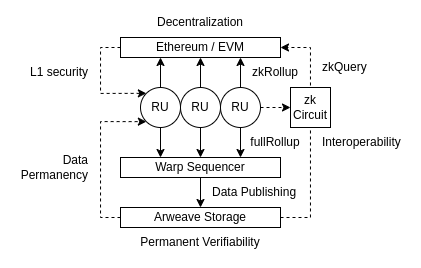 Decentralization
Ethereum / EVM
L1 security
zkRollup
zkQuery
RU
RU
RU
zk
Circuit
fullRollup
Interoperability
Data
Permanency
Warp Sequencer
Data Publishing
Arweave Storage
Permanent Verifiability